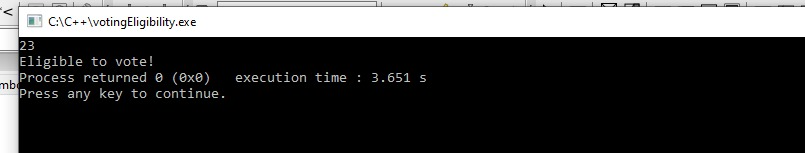 C:\C++\votingEligibility.exe
23
Eligible to vote!
Process returned 0 (0x0)   execution time : 3.651 s
Press any key to continue.